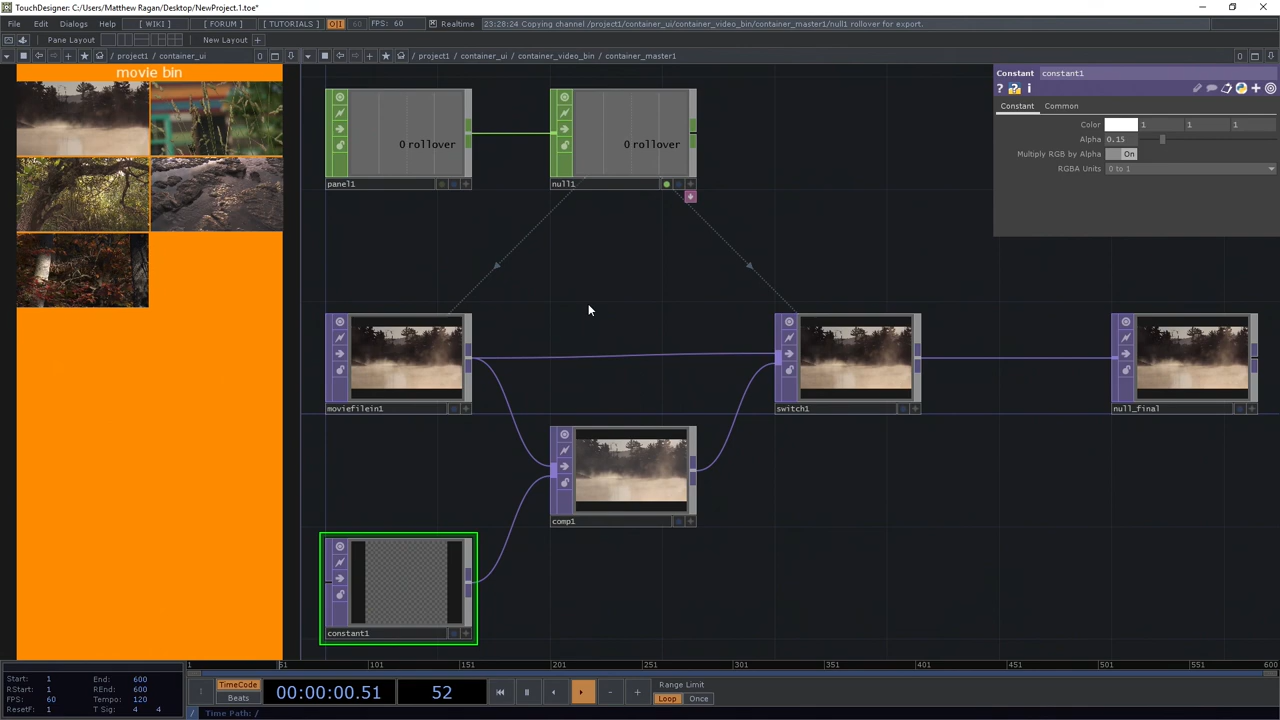 TouchDesigner: C:/Users/Matthew Ragan/Desktop/NewProject.1.toe*
File Edit Dialogs Help [ WIKI ] [ FORUM ] [ TUTORIALS ] O|I 60 FPS: 60 Realtime 23:28:24 Copying channel /project1/container_ui/container_video_bin/container_master1/null1 rollover for export.
Pane Layout New Layout +
/ project1 / container_ui 0
/ project1 / container_ui / container_video_bin / container_master1 0
movie bin
Constant constant1
? i
Constant Common
Color 1 1 1
Alpha 0.15
Multiply RGB by Alpha On
RGBA Units 0 to 1
0 rollover
0 rollover
panel1
null1
moviefilein1
switch1
null_final
comp1
constant1
1 51 101 151 201 251 301 351 401 451 501 551 600
Start: 1 End: 600
RStart: 1 REnd: 600
FPS: 60 Tempo: 120
ResetF: 1 T Sig: 4 4
TimeCode
Beats
00:00:00.51
52
Range Limit
Loop Once
/ Time Path: /